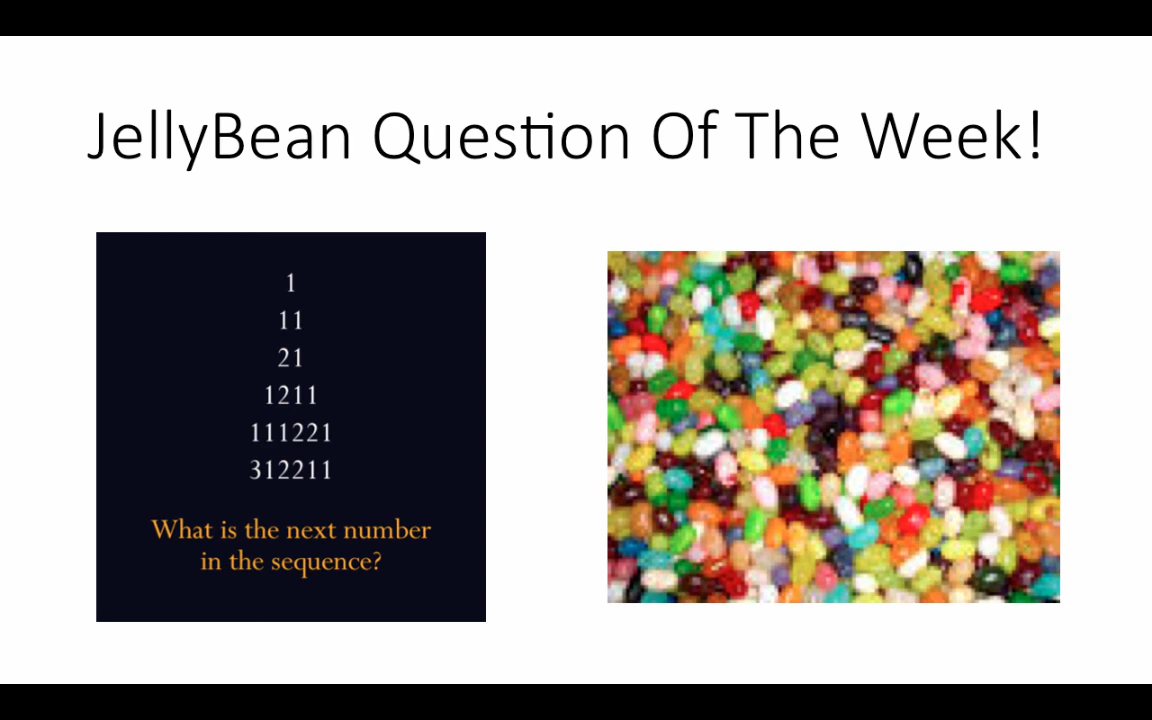 JellyBean Question Of The Week!
1
11
21
1211
111221
312211
What is the next number
in the sequence?